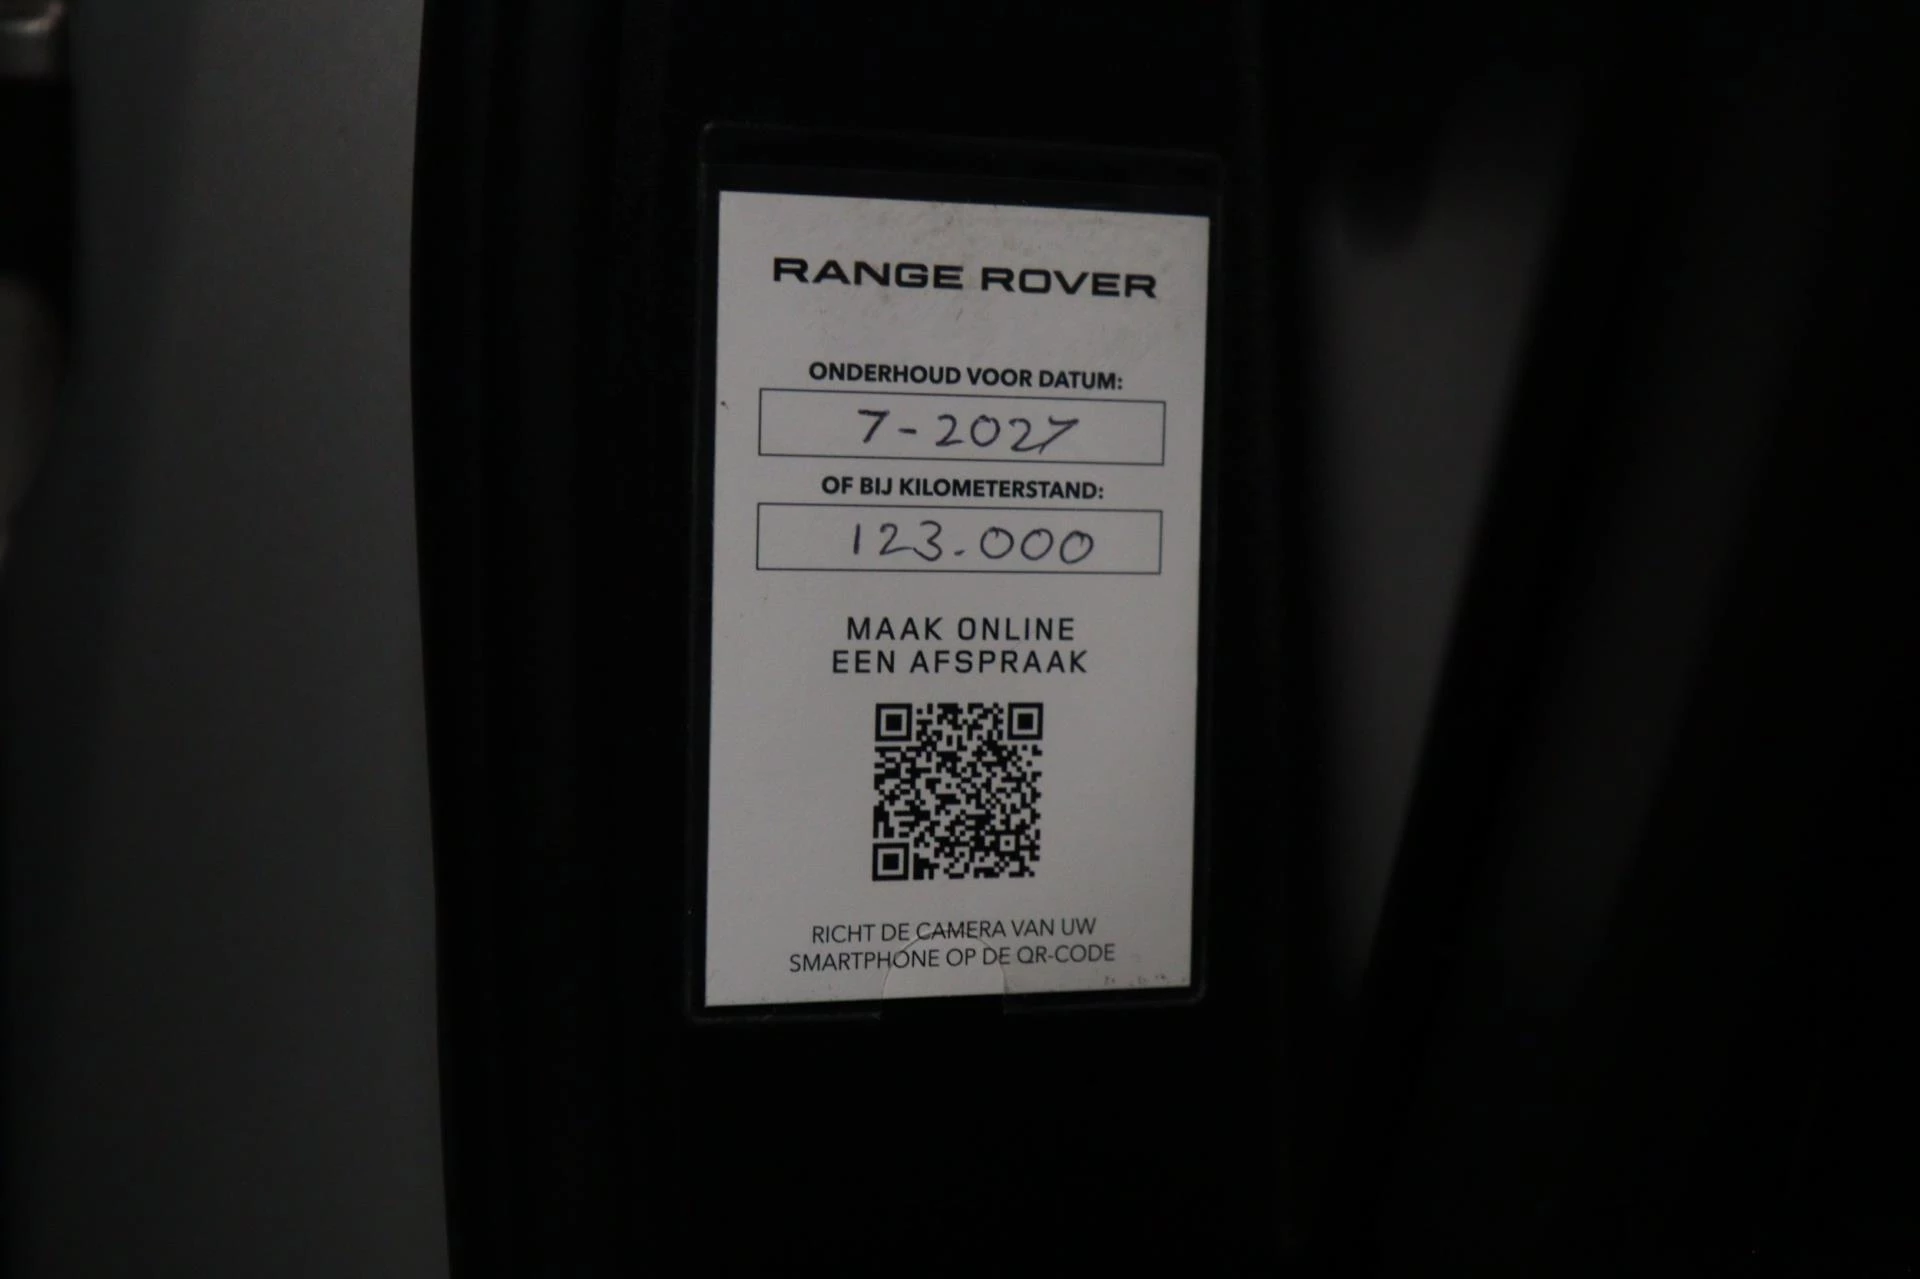 RANGE ROVER
ONDERHOUD VOOR DATUM:
7-2027
OF BIJ KILOMETERSTAND:
123.000
MAAK ONLINE
EEN AFSPRAAK
RICHT DE CAMERA VAN UW
SMARTPHONE OP DE QR-CODE